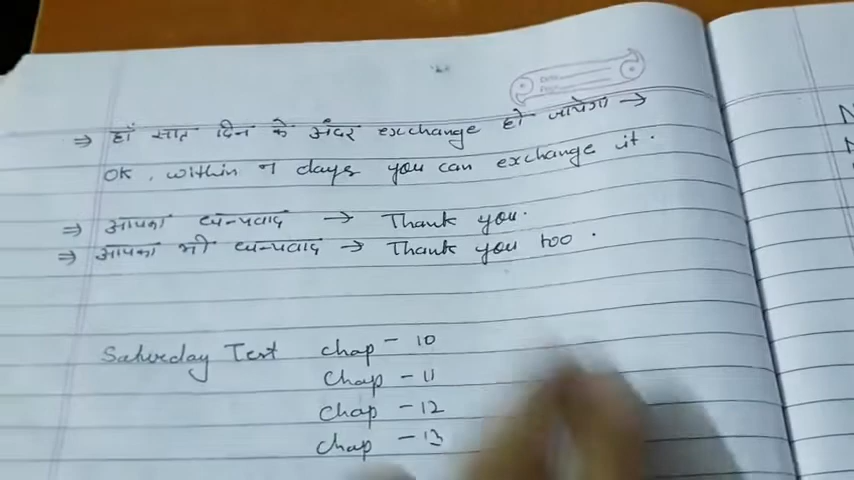 ⇒ हाँ सात दिन के अंदर exchange हो जायेगा →
OK, within 7 days you can exchange it.
⇒ आपका धन्यवाद → Thank you.
⇒ आपका भी धन्यवाद → Thank you too.
Saturday Test chap - 10
chap - 11
chap - 12
chap - 13